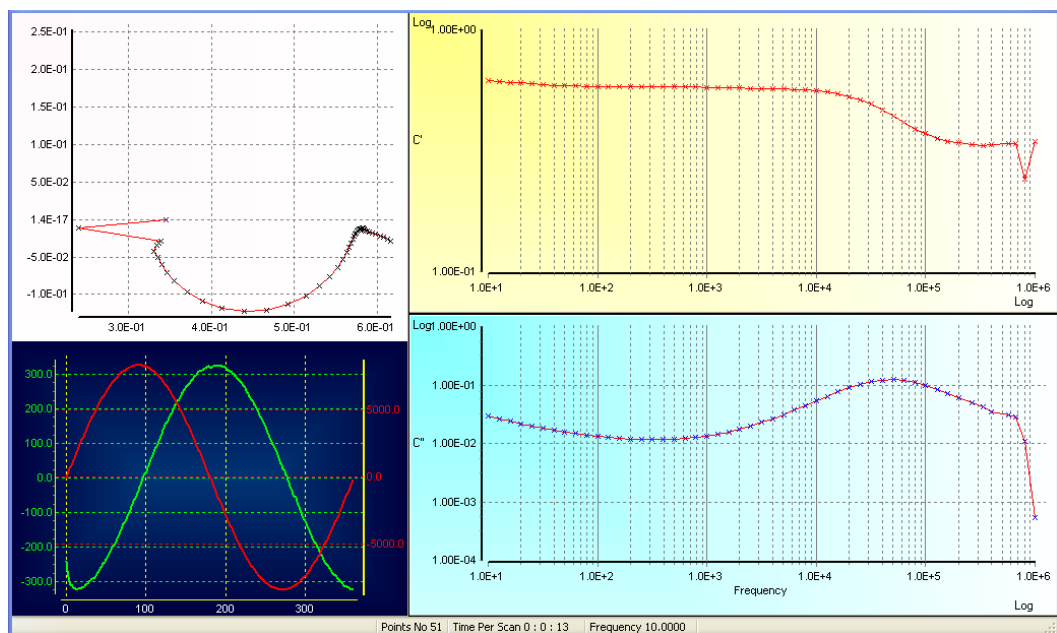 2.5E-01
2.0E-01
1.5E-01
1.0E-01
5.0E-02
1.4E-17
-5.0E-02
-1.0E-01
3.0E-01 4.0E-01 5.0E-01 6.0E-01
Log 1.00E+00
C'
1.00E-01
1.0E+1 1.0E+2 1.0E+3 1.0E+4 1.0E+5 1.0E+6
Log
300.0
200.0
100.0
0.0
-100.0
-200.0
-300.0
5000.0
0.0
-5000.0
0 100 200 300
Log 1.00E+00
1.00E-01
C"
1.00E-02
1.00E-03
1.00E-04
1.0E+1 1.0E+2 1.0E+3 1.0E+4 1.0E+5 1.0E+6
Frequency
Log
Points No 51 Time Per Scan 0 : 0 : 13 Frequency 10.0000